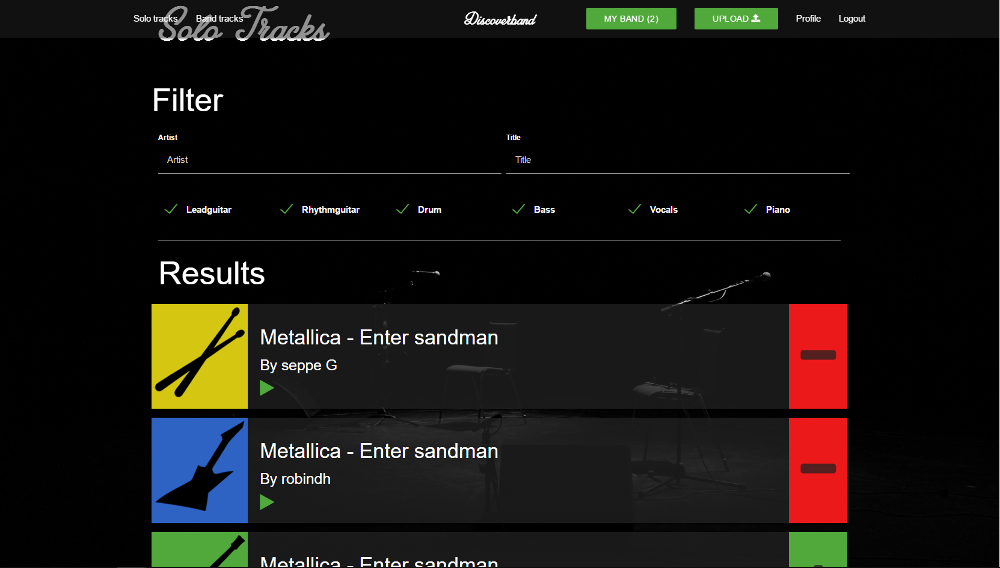 Solo tracks Band tracks Discoverband MY BAND (2) UPLOAD Profile Logout
Solo Tracks
Filter
Artist Title
Artist Title
Leadguitar Rhythmguitar Drum Bass Vocals Piano
Results
Metallica - Enter sandman
By seppe G
Metallica - Enter sandman
By robindh
Metallica - Enter sandman